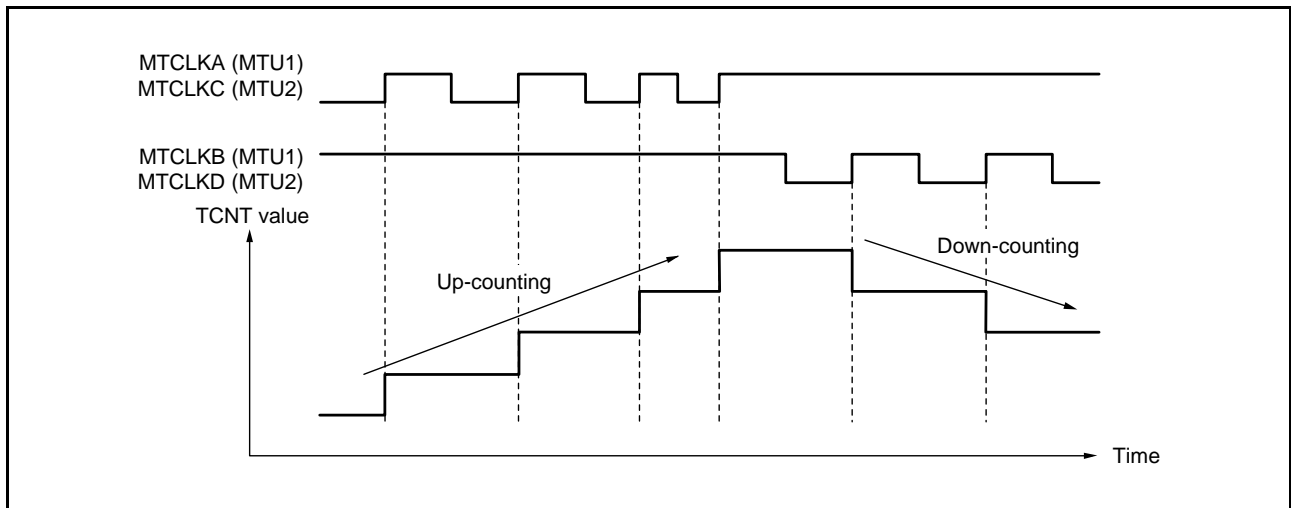 MTCLKA (MTU1)
MTCLKC (MTU2)
MTCLKB (MTU1)
MTCLKD (MTU2)
TCNT value
Up-counting
Down-counting
Time